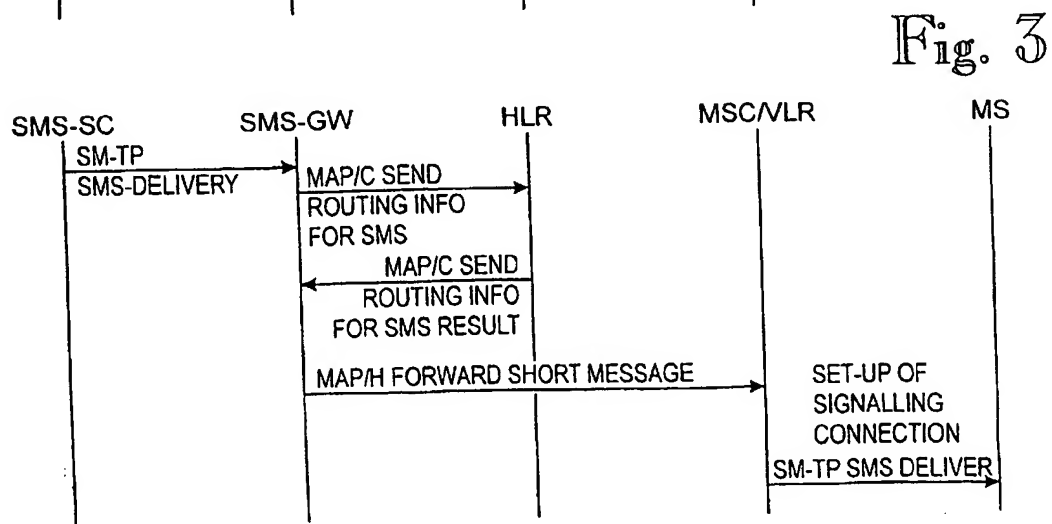 Fig. 3
SMS-SC SMS-GW HLR MSC/VLR MS
SM-TP
SMS-DELIVERY
MAP/C SEND
ROUTING INFO
FOR SMS
MAP/C SEND
ROUTING INFO
FOR SMS RESULT
MAP/H FORWARD SHORT MESSAGE
SET-UP OF
SIGNALLING
CONNECTION
SM-TP SMS DELIVER